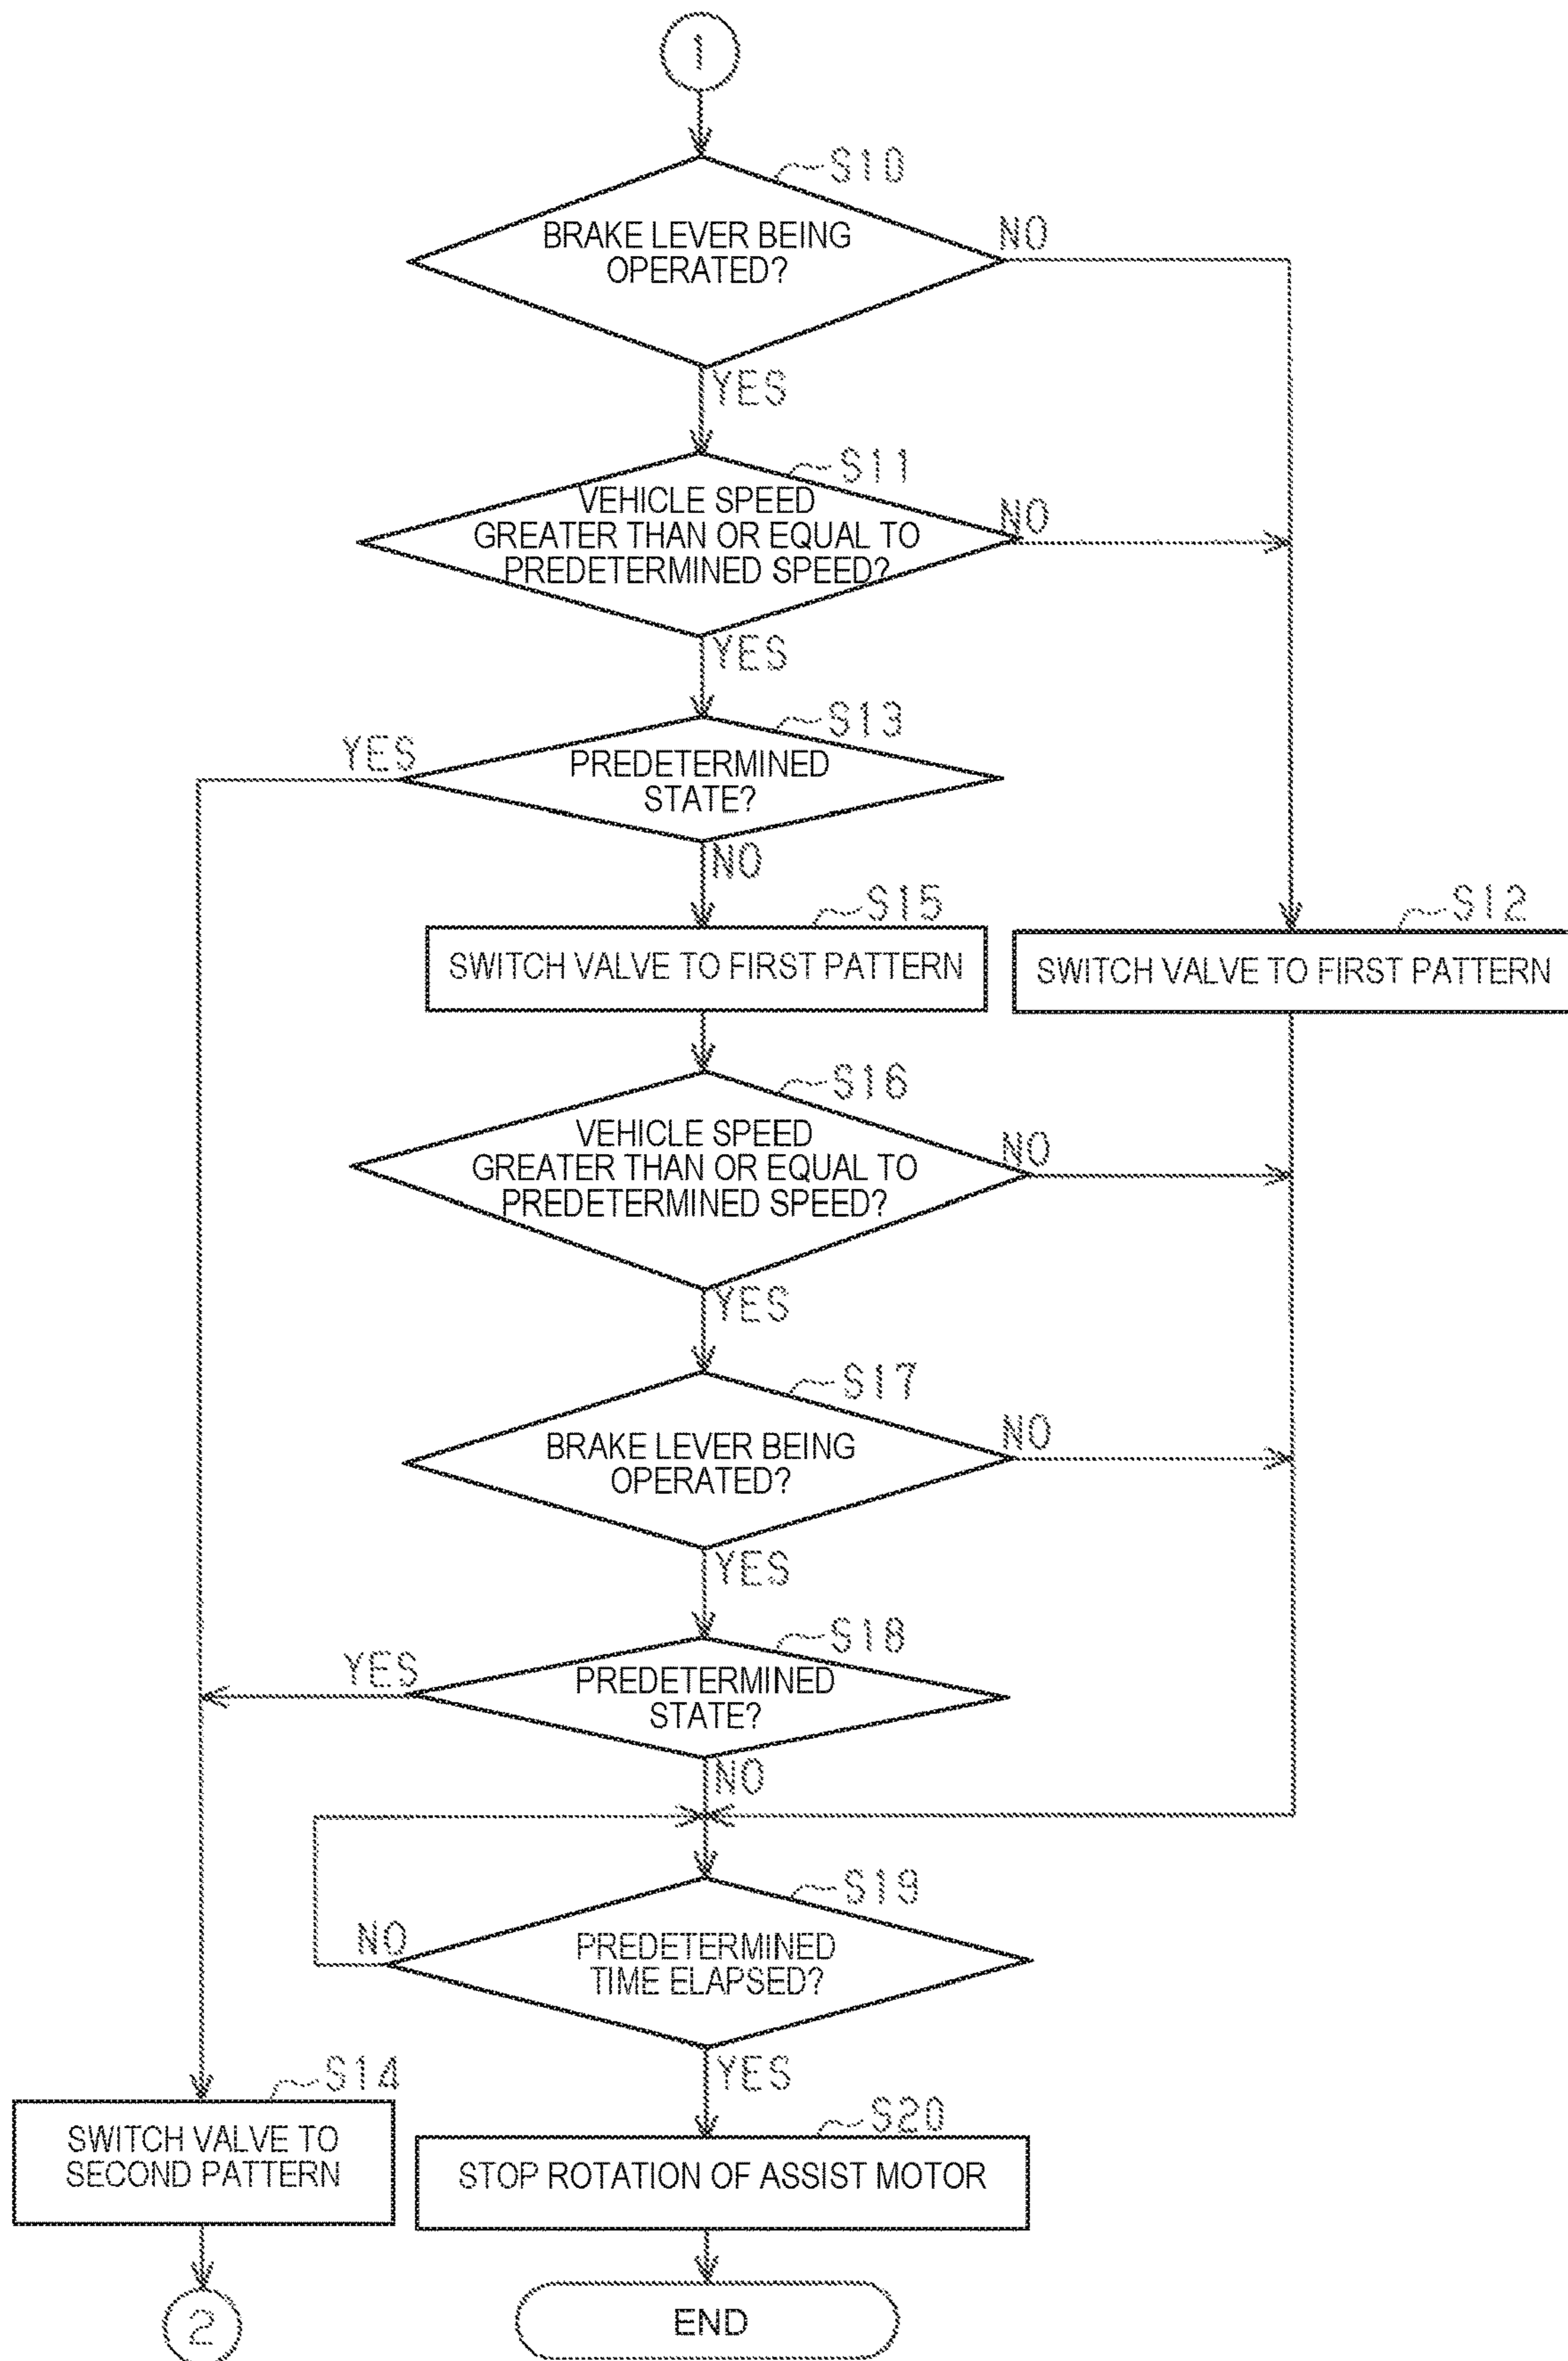 1
S10
BRAKE LEVER BEING
OPERATED?
NO
YES
S11
VEHICLE SPEED
GREATER THAN OR EQUAL TO
PREDETERMINED SPEED?
NO
YES
S13
PREDETERMINED
STATE?
YES
NO
S15
SWITCH VALVE TO FIRST PATTERN
S12
SWITCH VALVE TO FIRST PATTERN
S16
VEHICLE SPEED
GREATER THAN OR EQUAL TO
PREDETERMINED SPEED?
NO
YES
S17
BRAKE LEVER BEING
OPERATED?
NO
YES
S18
PREDETERMINED
STATE?
YES
NO
S19
PREDETERMINED
TIME ELAPSED?
NO
YES
S14
SWITCH VALVE TO
SECOND PATTERN
S20
STOP ROTATION OF ASSIST MOTOR
2
END